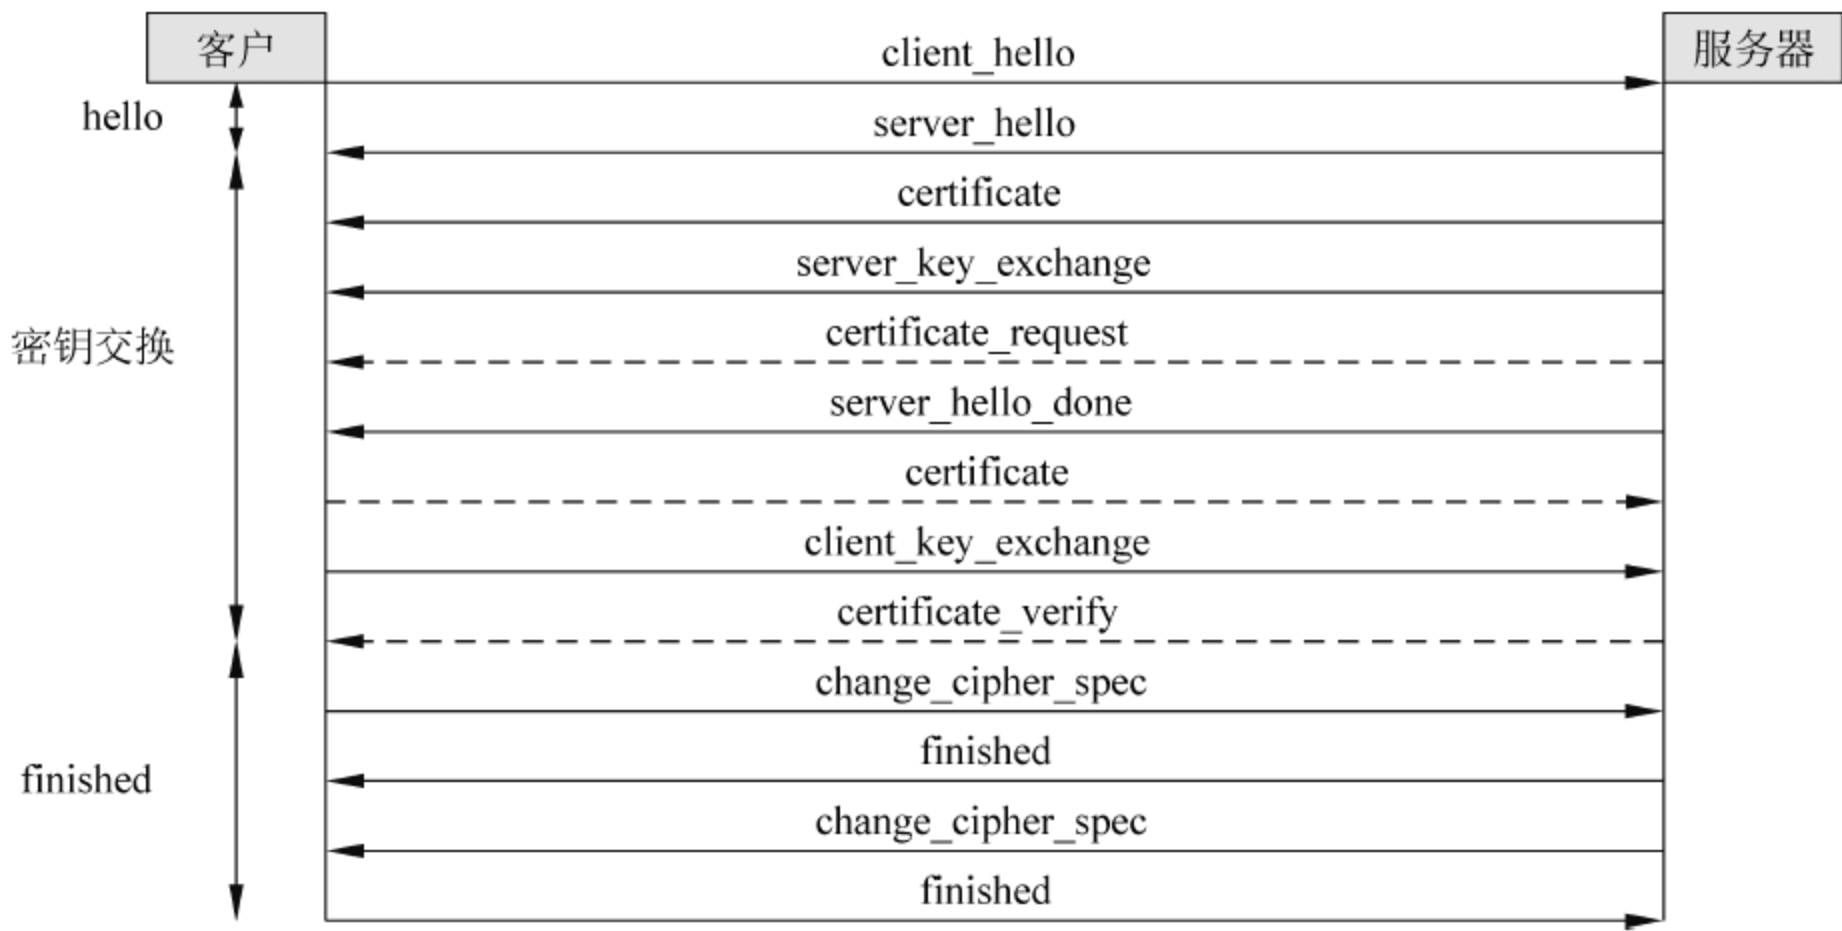 客户
client_hello
服务器
hello
server_hello
certificate
server_key_exchange
密钥交换
certificate_request
server_hello_done
certificate
client_key_exchange
certificate_verify
change_cipher_spec
finished
finished
change_cipher_spec
finished